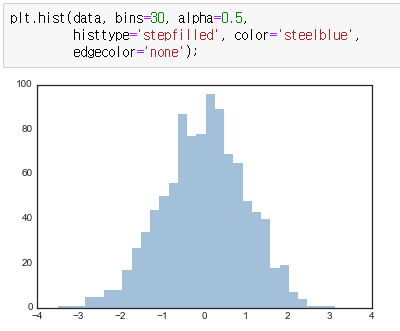 plt.hist(data, bins=30, alpha=0.5,
histtype='stepfilled', color='steelblue',
edgecolor='none');
100
80
60
40
20
0
−4 −3 −2 −1 0 1 2 3 4